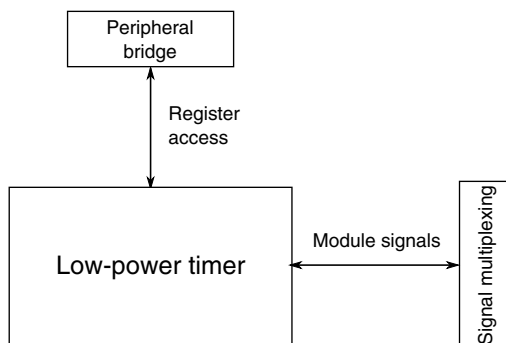 Peripheral
bridge
Register
access
Low-power timer
Module signals
Signal multiplexing